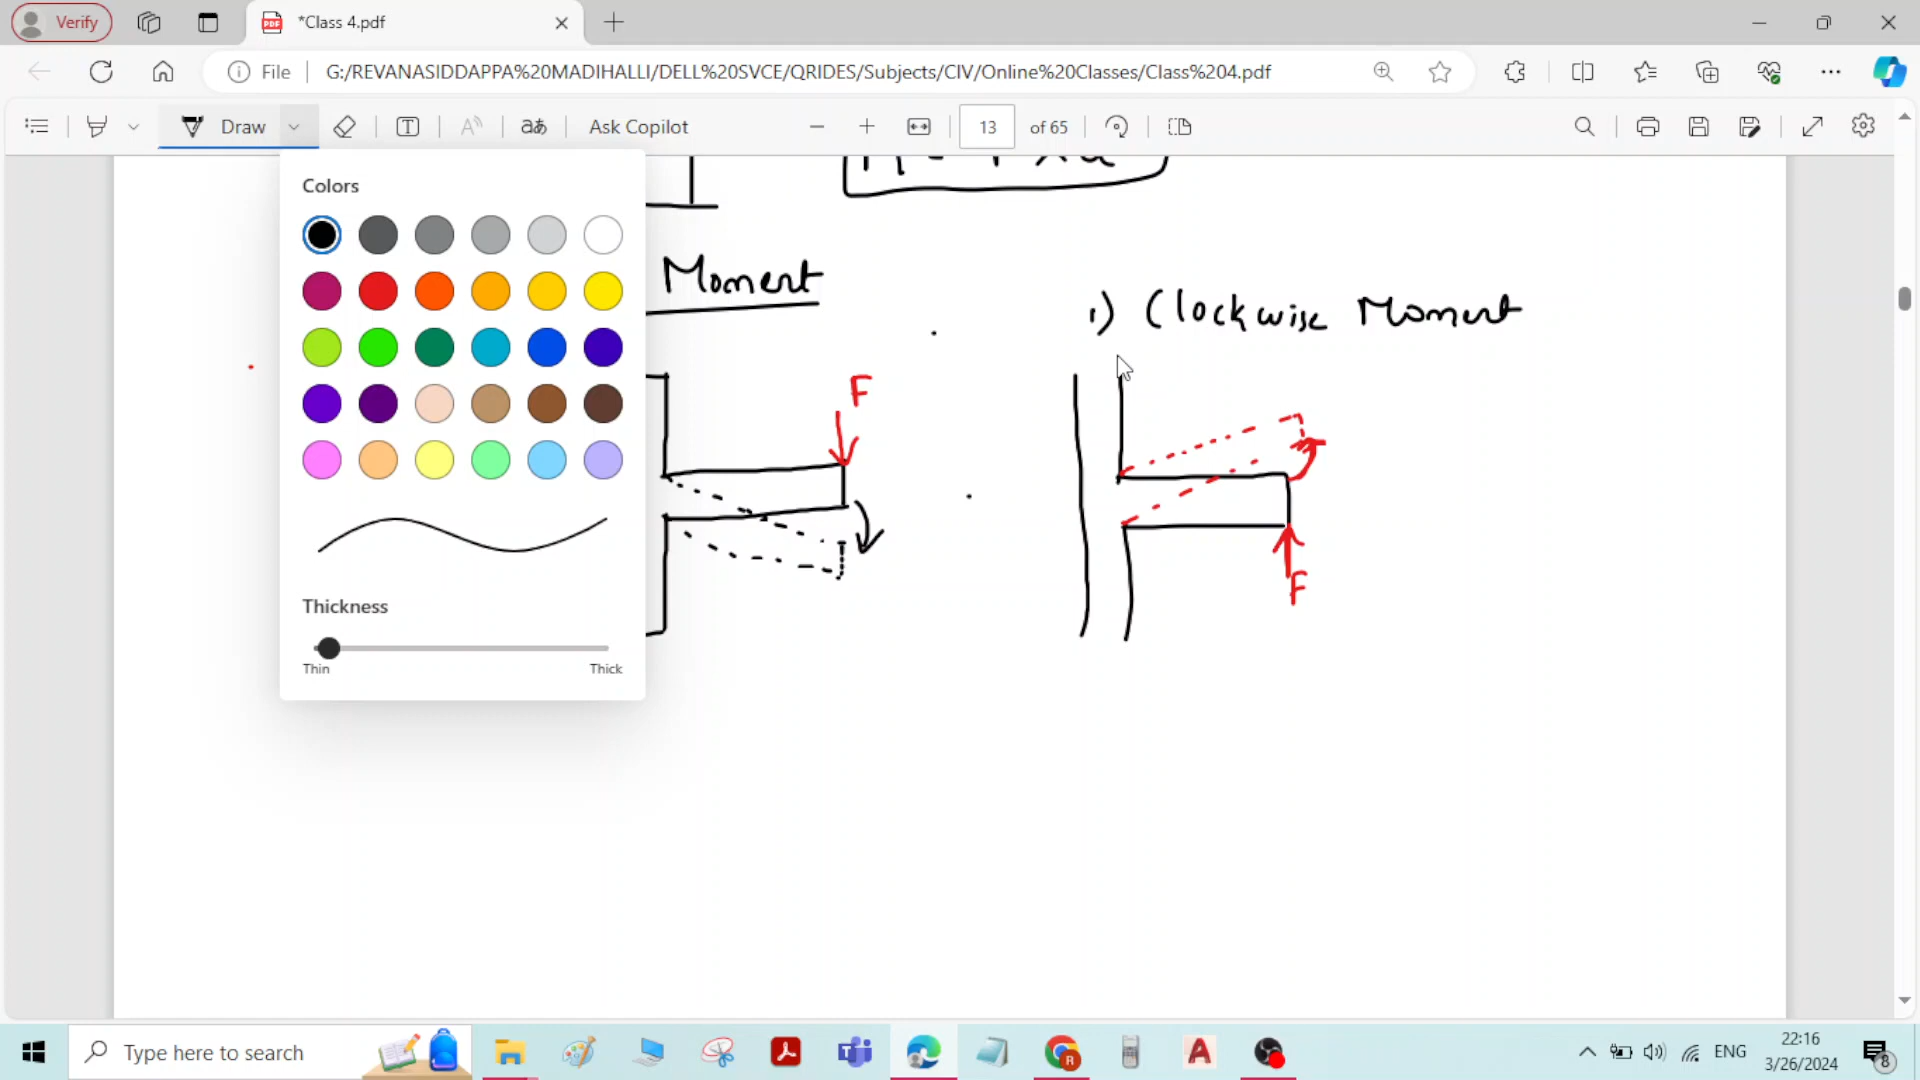 Verify
*Class 4.pdf
File
G:/REVANASIDDAPPA%20MADIHALLI/DELL%20SVCE/QRIDES/Subjects/CIV/Online%20Classes/Class%204.pdf
Draw
Ask Copilot
13 of 65
Colors
Moment
1) Clockwise Moment
F
F
Thickness
Thin
Thick
Type here to search
ENG
22:16
3/26/2024
8